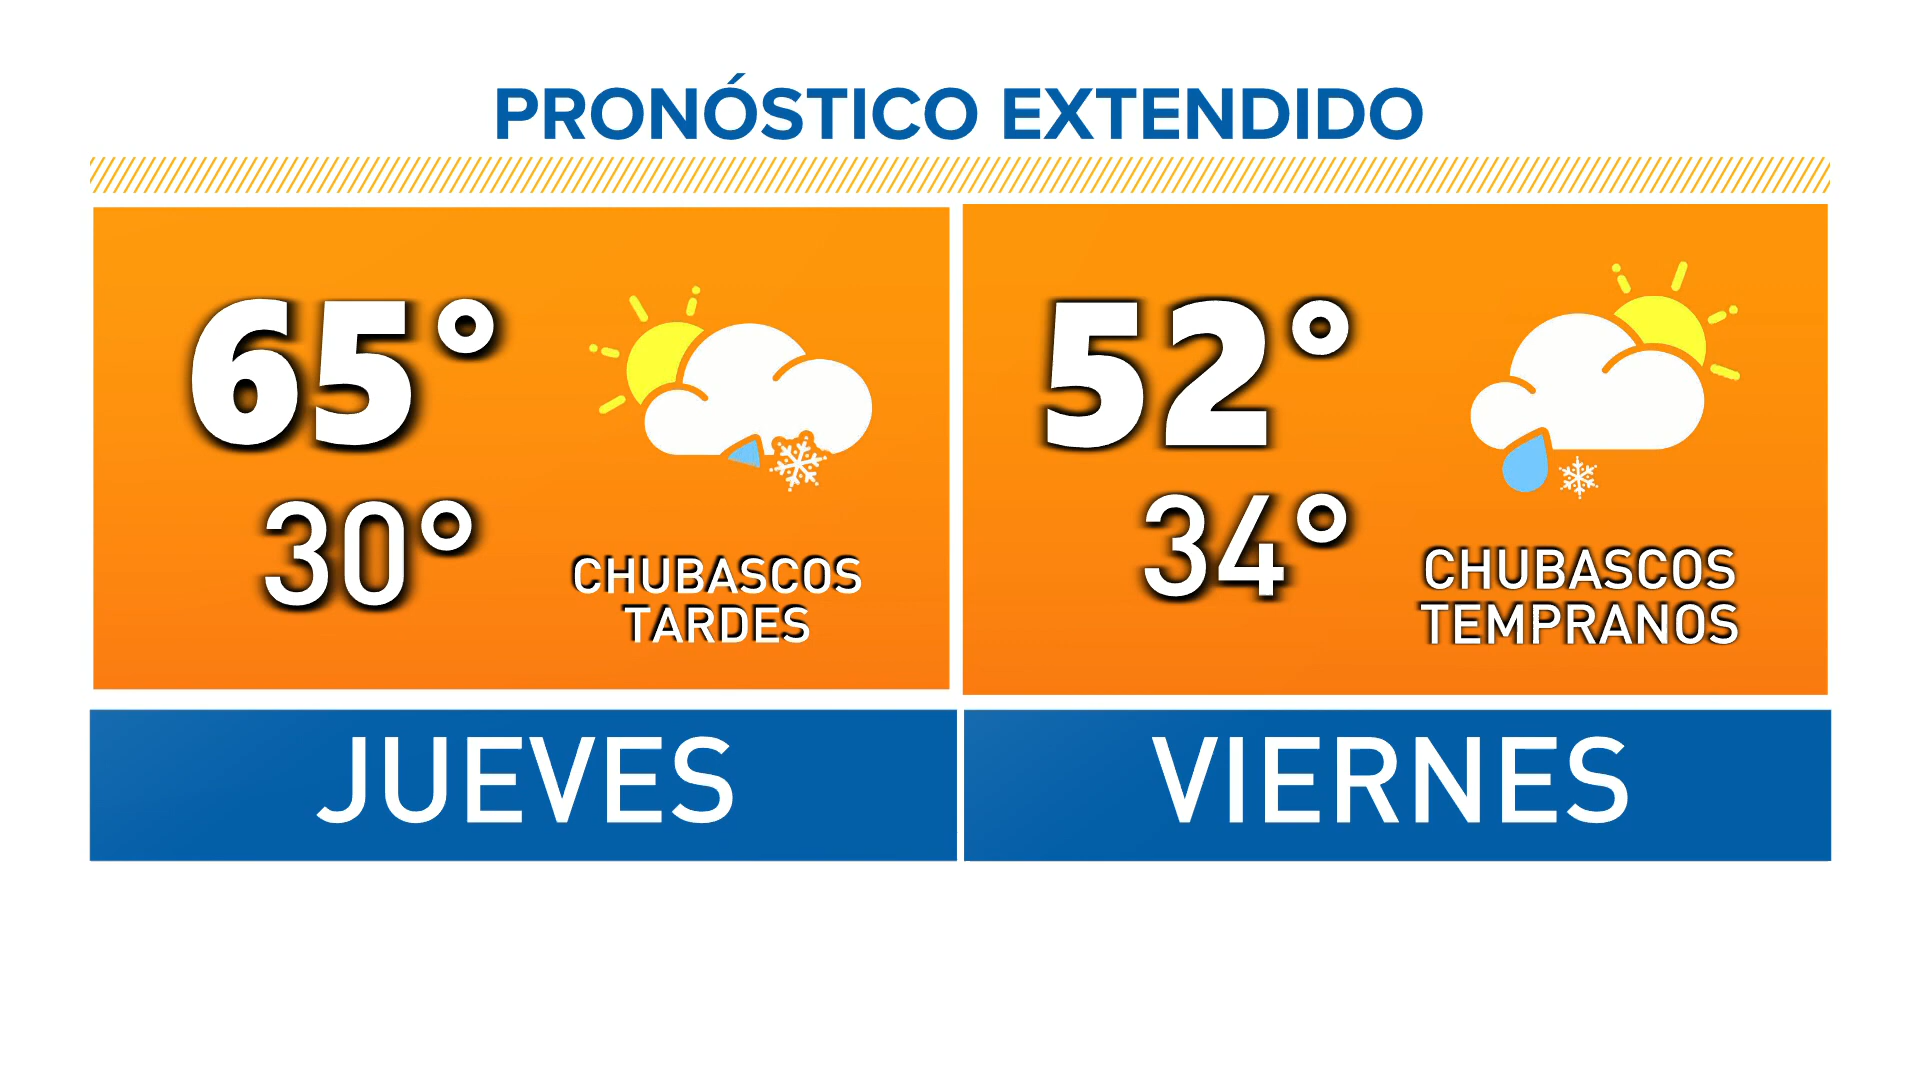 PRONÓSTICO EXTENDIDO
65°
30°
CHUBASCOS
TARDES
JUEVES
52°
34°
CHUBASCOS
TEMPRANOS
VIERNES